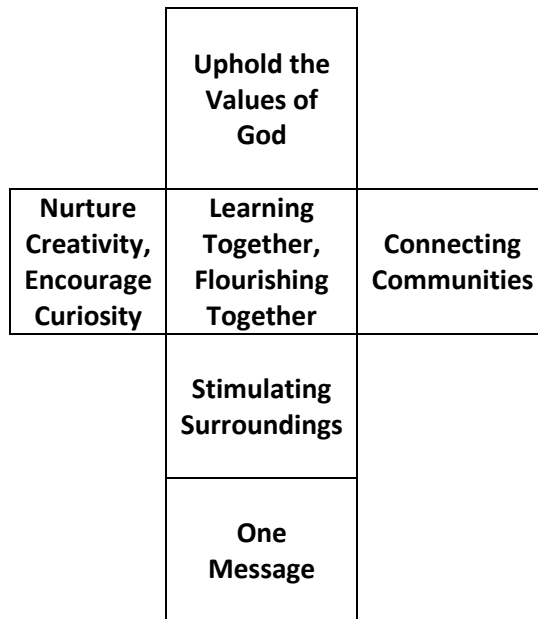 Uphold the
Values of
God
Nurture
Creativity,
Encourage
Curiosity
Learning
Together,
Flourishing
Together
Connecting
Communities
Stimulating
Surroundings
One
Message